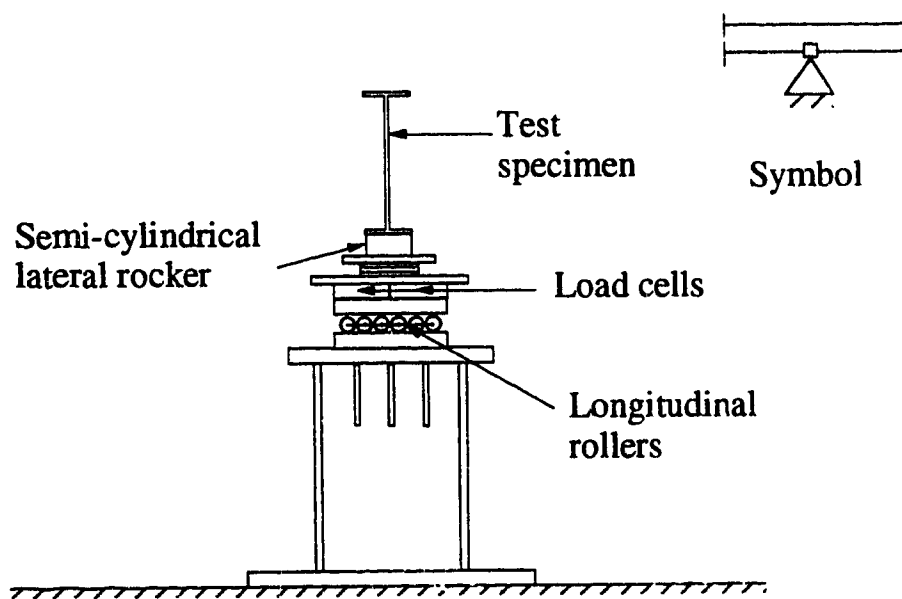 Test
specimen
Symbol
Semi-cylindrical
lateral rocker
Load cells
Longitudinal
rollers